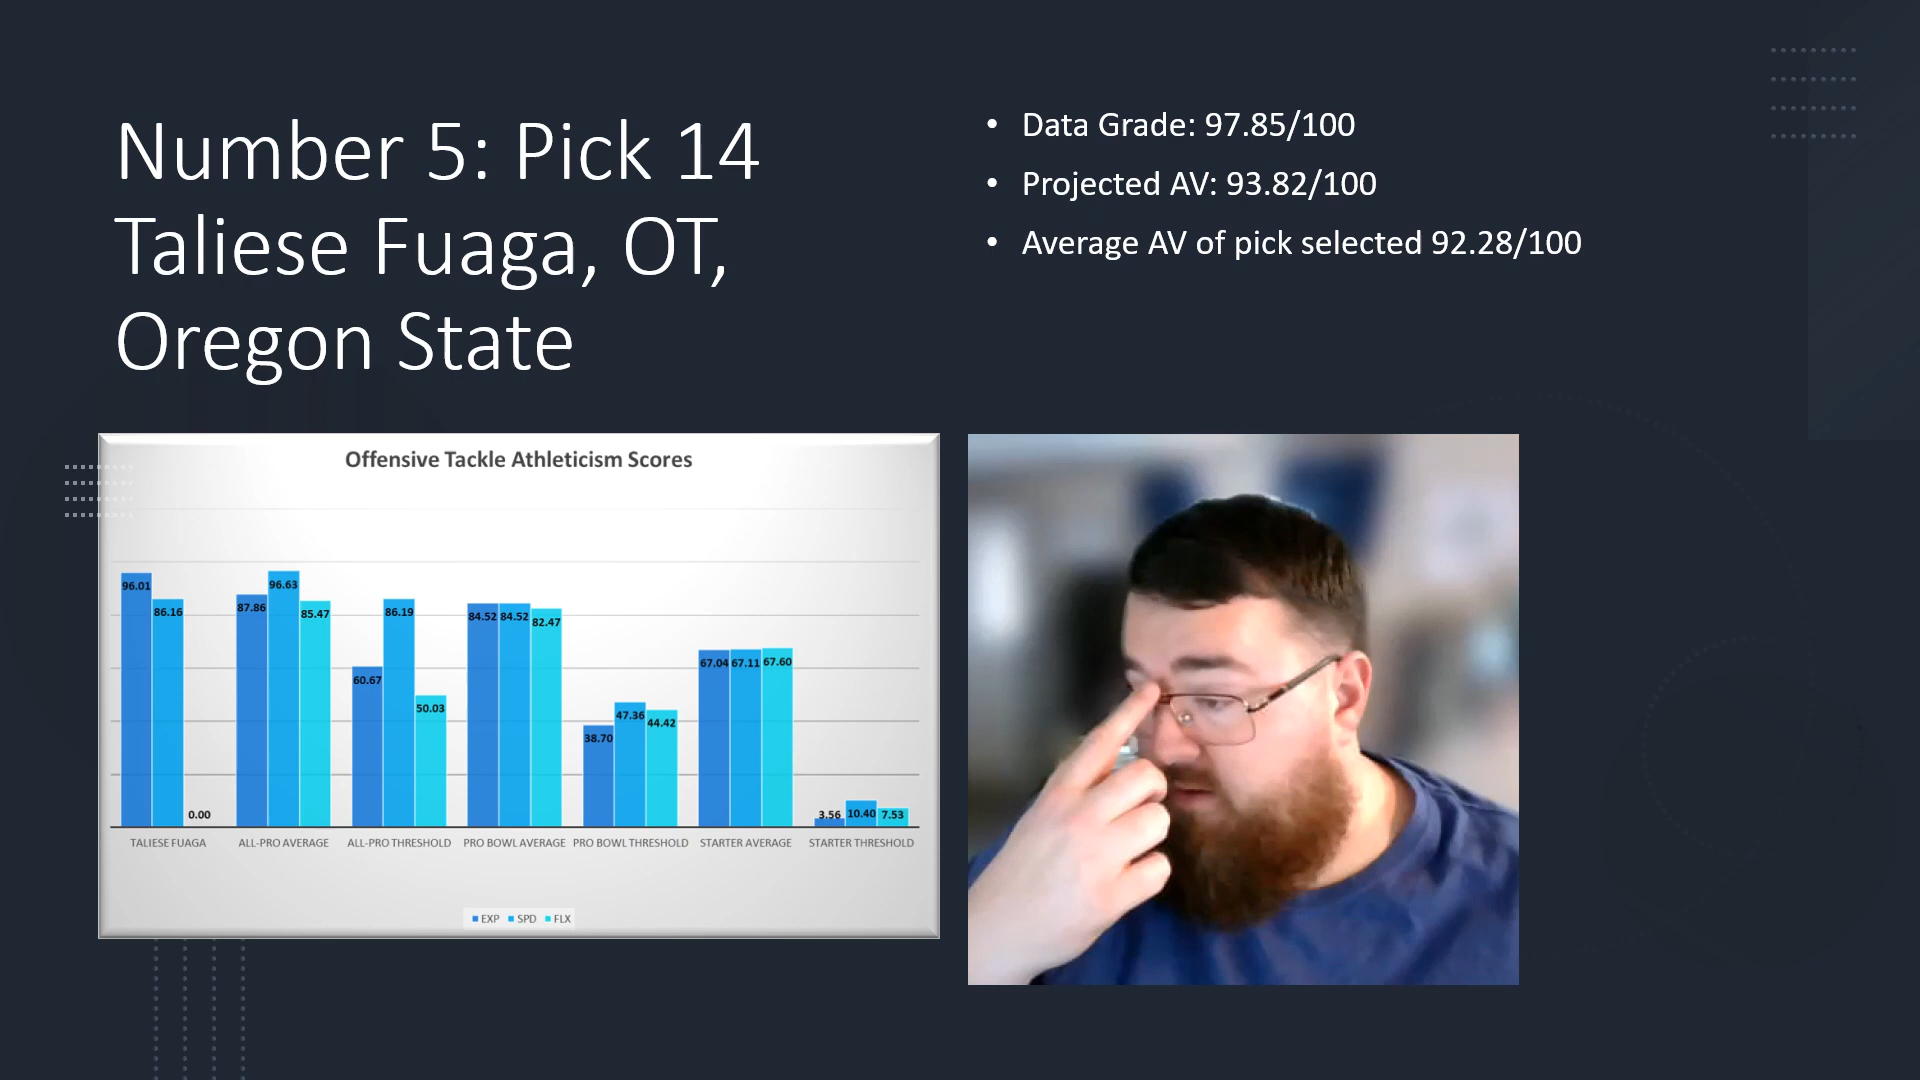 Number 5: Pick 14
Taliese Fuaga, OT,
Oregon State
• Data Grade: 97.85/100
• Projected AV: 93.82/100
• Average AV of pick selected 92.28/100
Offensive Tackle Athleticism Scores
96.01 86.16 0.00
87.86 96.63 85.47
60.67 86.19 50.03
84.52 84.52 82.47
38.70 47.36 44.42
67.04 67.11 67.60
3.56 10.40 7.53
TALIESE FUAGA ALL-PRO AVERAGE ALL-PRO THRESHOLD PRO BOWL AVERAGE PRO BOWL THRESHOLD STARTER AVERAGE STARTER THRESHOLD
EXP SPD FLX